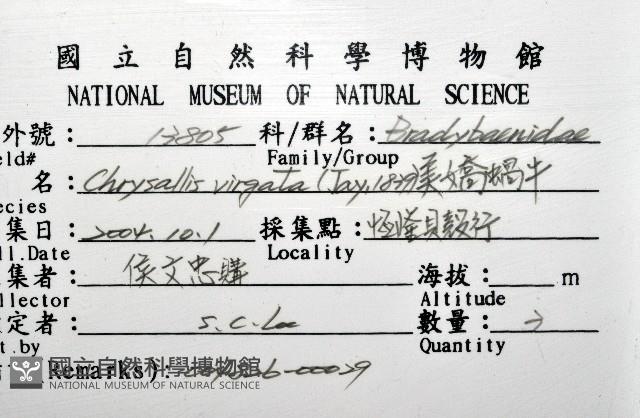 國立自然科學博物館
NATIONAL MUSEUM OF NATURAL SCIENCE
外號: 13805 科/群名: Bradybaenidae
eld# Family/Group
名: Chrysallis virgata (Jay, 1839) 美嬌蝸牛
ecies
集日: 2004.10.1 採集點: 恒隆貝殼行
ll.Date Locality
集者: 侯文忠購 海拔: m
llector Altitude
定者: S.C.Lee 數量:
t.by Quantity
Remarks): -00029
國立自然科學博物館
NATIONAL MUSEUM OF NATURAL SCIENCE